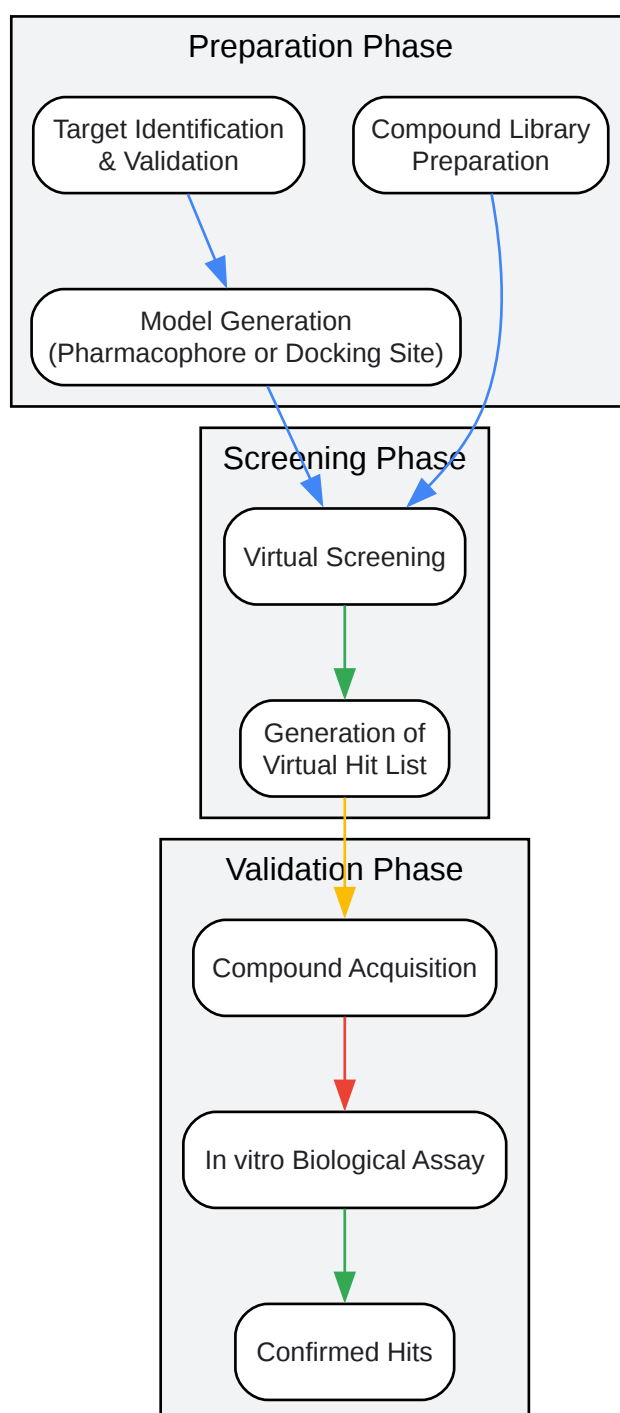 Preparation Phase
Target Identification
& Validation
Compound Library
Preparation
Model Generation
(Pharmacophore or Docking Site)
Screening Phase
Virtual Screening
Generation of
Virtual Hit List
Validation Phase
Compound Acquisition
In vitro Biological Assay
Confirmed Hits